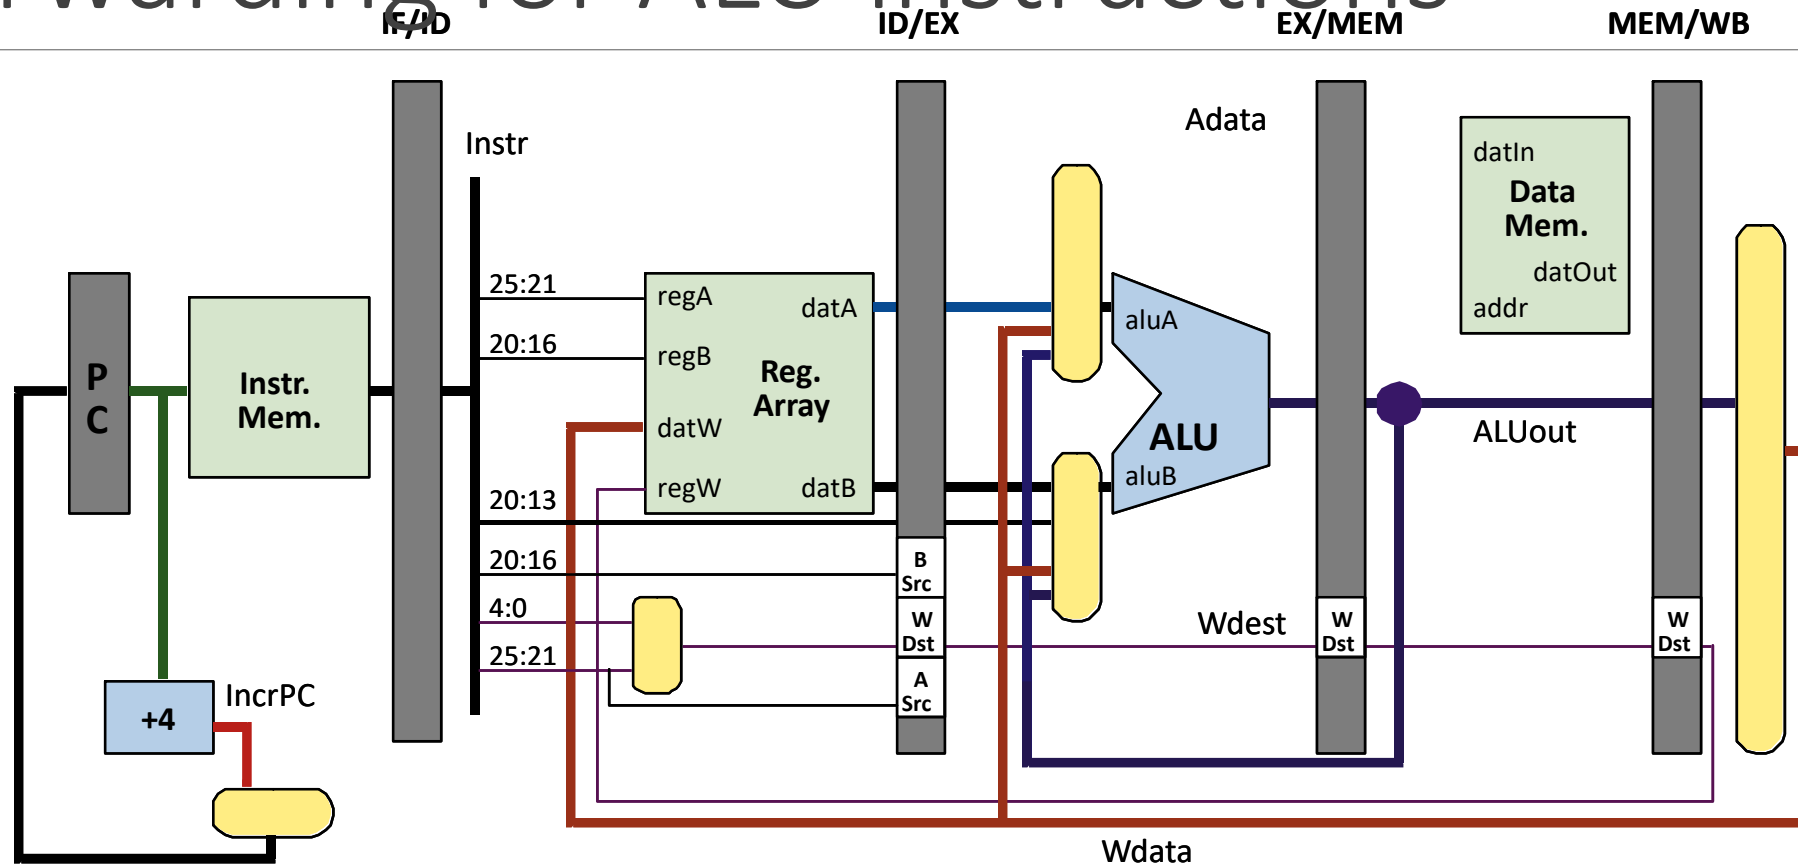 for ALU
IF/ID
ID/EX
EX/MEM
MEM/WB
Instr
Adata
datIn
Data
Mem.
datOut
addr
25:21
regA
datA
aluA
20:16
regB
P
C
Instr.
Mem.
Reg.
Array
datW
ALU
ALUout
20:13
regW
datB
aluB
20:16
B
Src
4:0
W
Dst
Wdest
W
Dst
W
Dst
25:21
A
Src
IncrPC
+4
Wdata